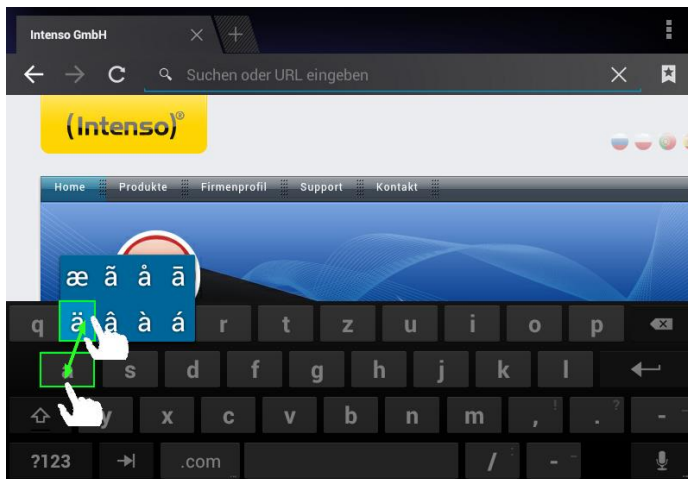 Intenso GmbH
Suchen oder URL eingeben
(Intenso)®
Home Produkte Firmenprofil Support Kontakt
æ ã å ā
ä â à á
q r t z u i o p
a s d f g h j k l
y x c v b n m , ! . ? -
?123 .com / : - _